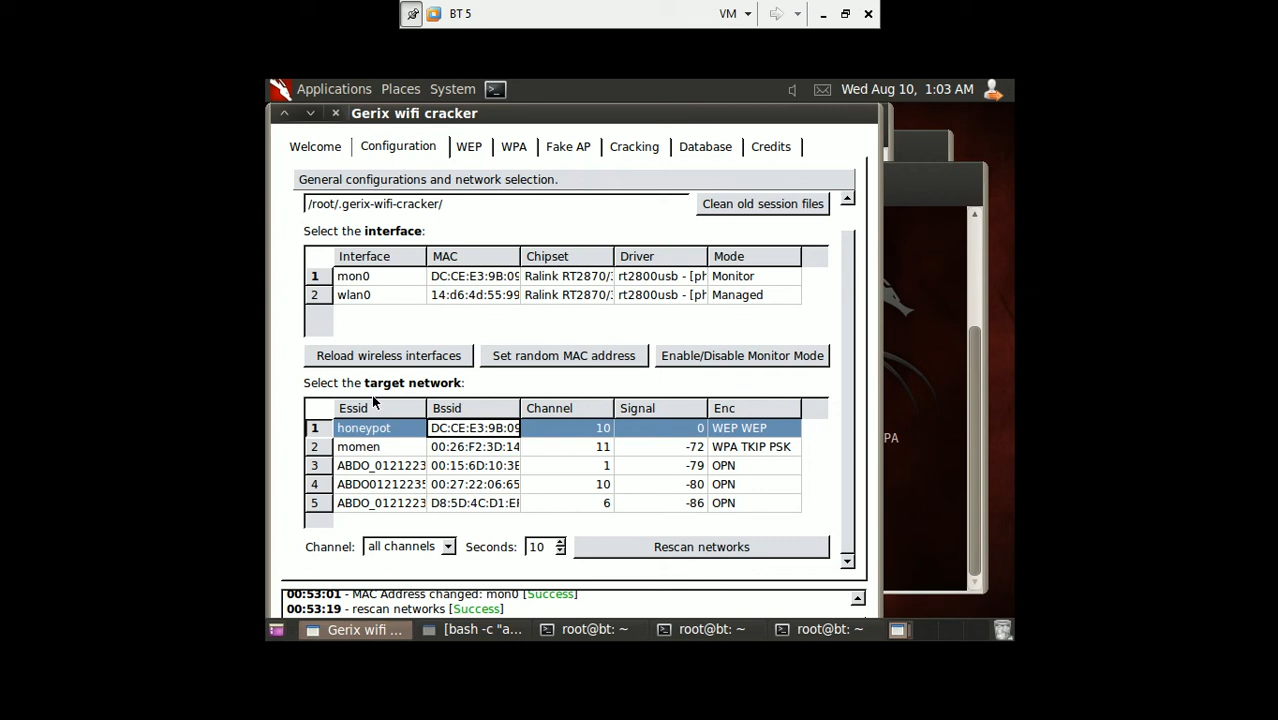 BT 5 VM
Applications Places System Wed Aug 10, 1:03 AM
Gerix wifi cracker
Welcome Configuration WEP WPA Fake AP Cracking Database Credits
General configurations and network selection.
/root/.gerix-wifi-cracker/ Clean old session files
Select the interface:
Interface MAC Chipset Driver Mode
1 mon0 DC:CE:E3:9B:09 Ralink RT2870/ rt2800usb - [ph Monitor
2 wlan0 14:d6:4d:55:99 Ralink RT2870/ rt2800usb - [ph Managed
Reload wireless interfaces Set random MAC address Enable/Disable Monitor Mode
Select the target network:
Essid Bssid Channel Signal Enc
1 honeypot DC:CE:E3:9B:09 10 0 WEP WEP
2 momen 00:26:F2:3D:14 11 -72 WPA TKIP PSK
3 ABDO_0121223 00:15:6D:10:3E 1 -79 OPN
4 ABDO01212235 00:27:22:06:65 10 -80 OPN
5 ABDO_0121223 D8:5D:4C:D1:EF 6 -86 OPN
PA
Channel: all channels Seconds: 10 Rescan networks
00:53:01 - MAC Address changed: mon0 [Success]
00:53:19 - rescan networks [Success]
Gerix wifi ... [bash -c "a... root@bt: ~ root@bt: ~ root@bt: ~